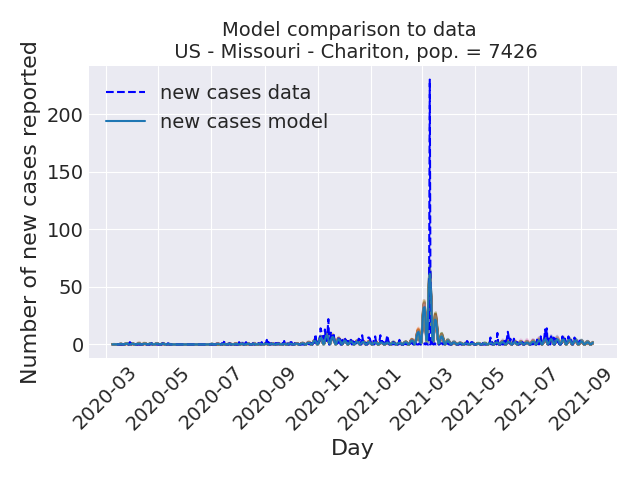 Model comparison to data
US - Missouri - Chariton, pop. = 7426
Number of new cases reported
200
150
100
50
0
new cases data
new cases model
2020-03
2020-05
2020-07
2020-09
2020-11
2021-01
2021-03
2021-05
2021-07
2021-09
Day